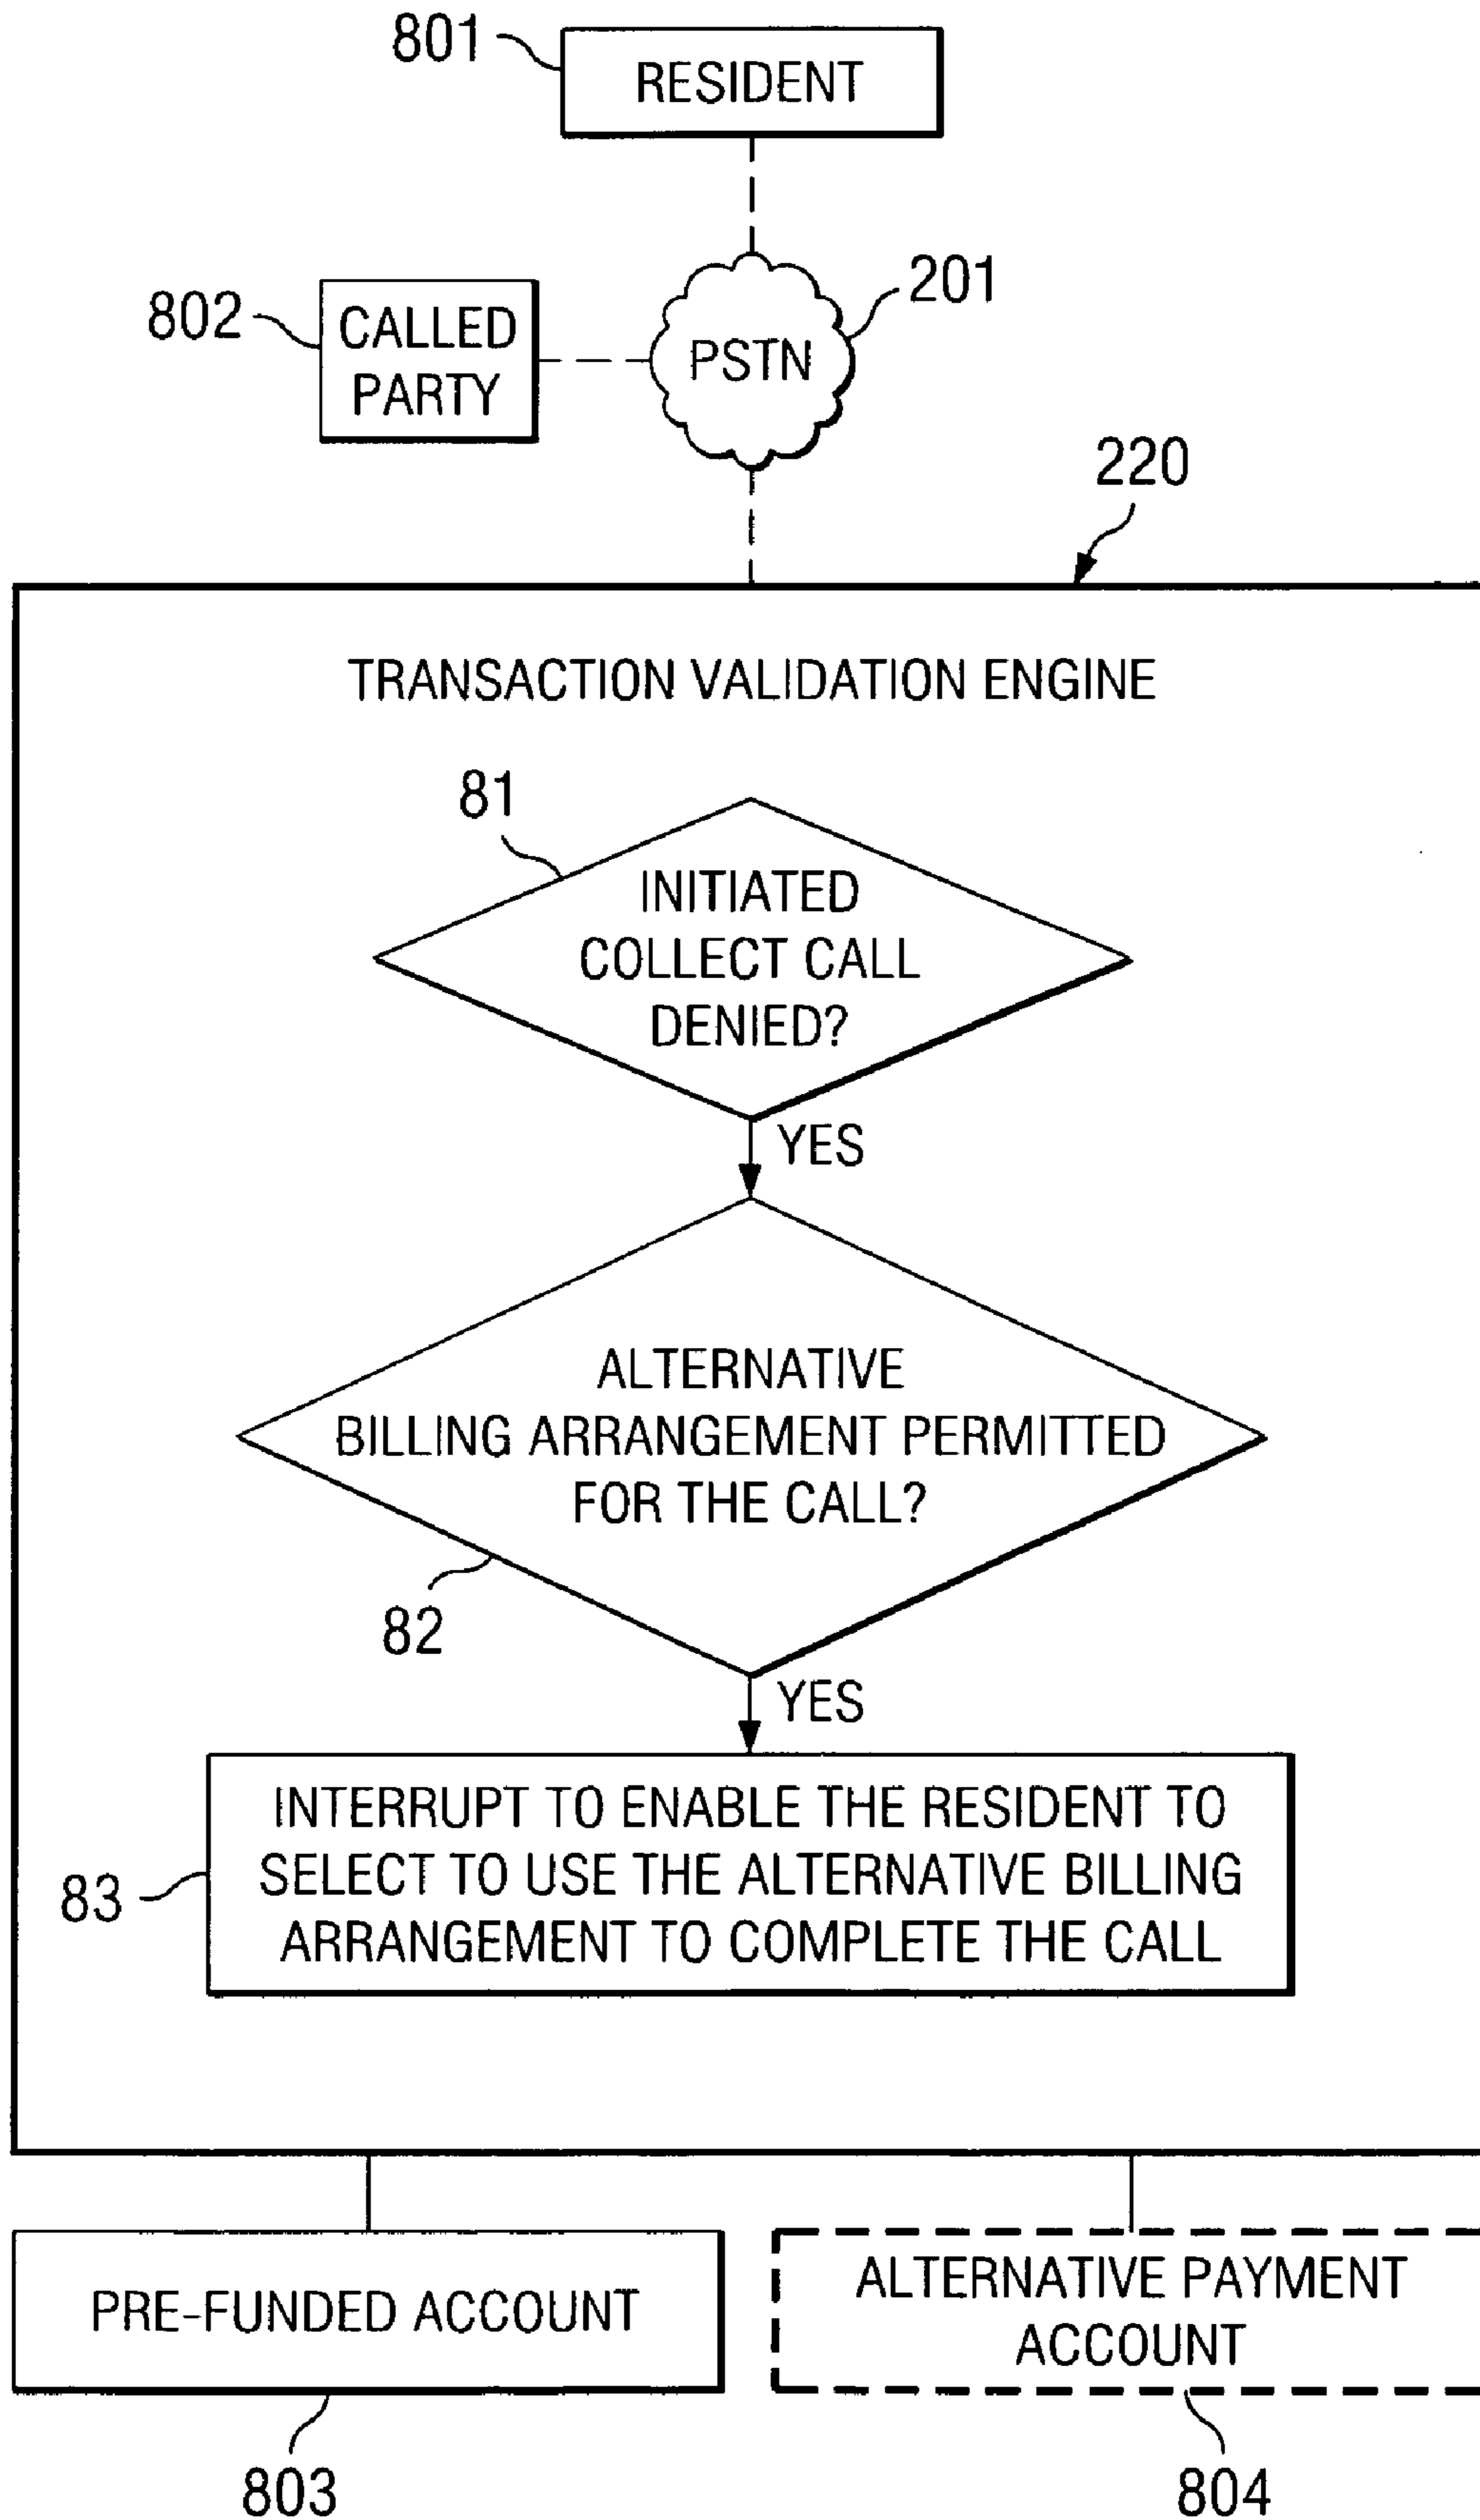 801
RESIDENT
201
802
CALLED
PARTY
PSTN
220
TRANSACTION VALIDATION ENGINE
81
INITIATED
COLLECT CALL
DENIED?
YES
ALTERNATIVE
BILLING ARRANGEMENT PERMITTED
FOR THE CALL?
82
YES
INTERRUPT TO ENABLE THE RESIDENT TO
SELECT TO USE THE ALTERNATIVE BILLING
ARRANGEMENT TO COMPLETE THE CALL
83
PRE-FUNDED ACCOUNT
ALTERNATIVE PAYMENT
ACCOUNT
803
804